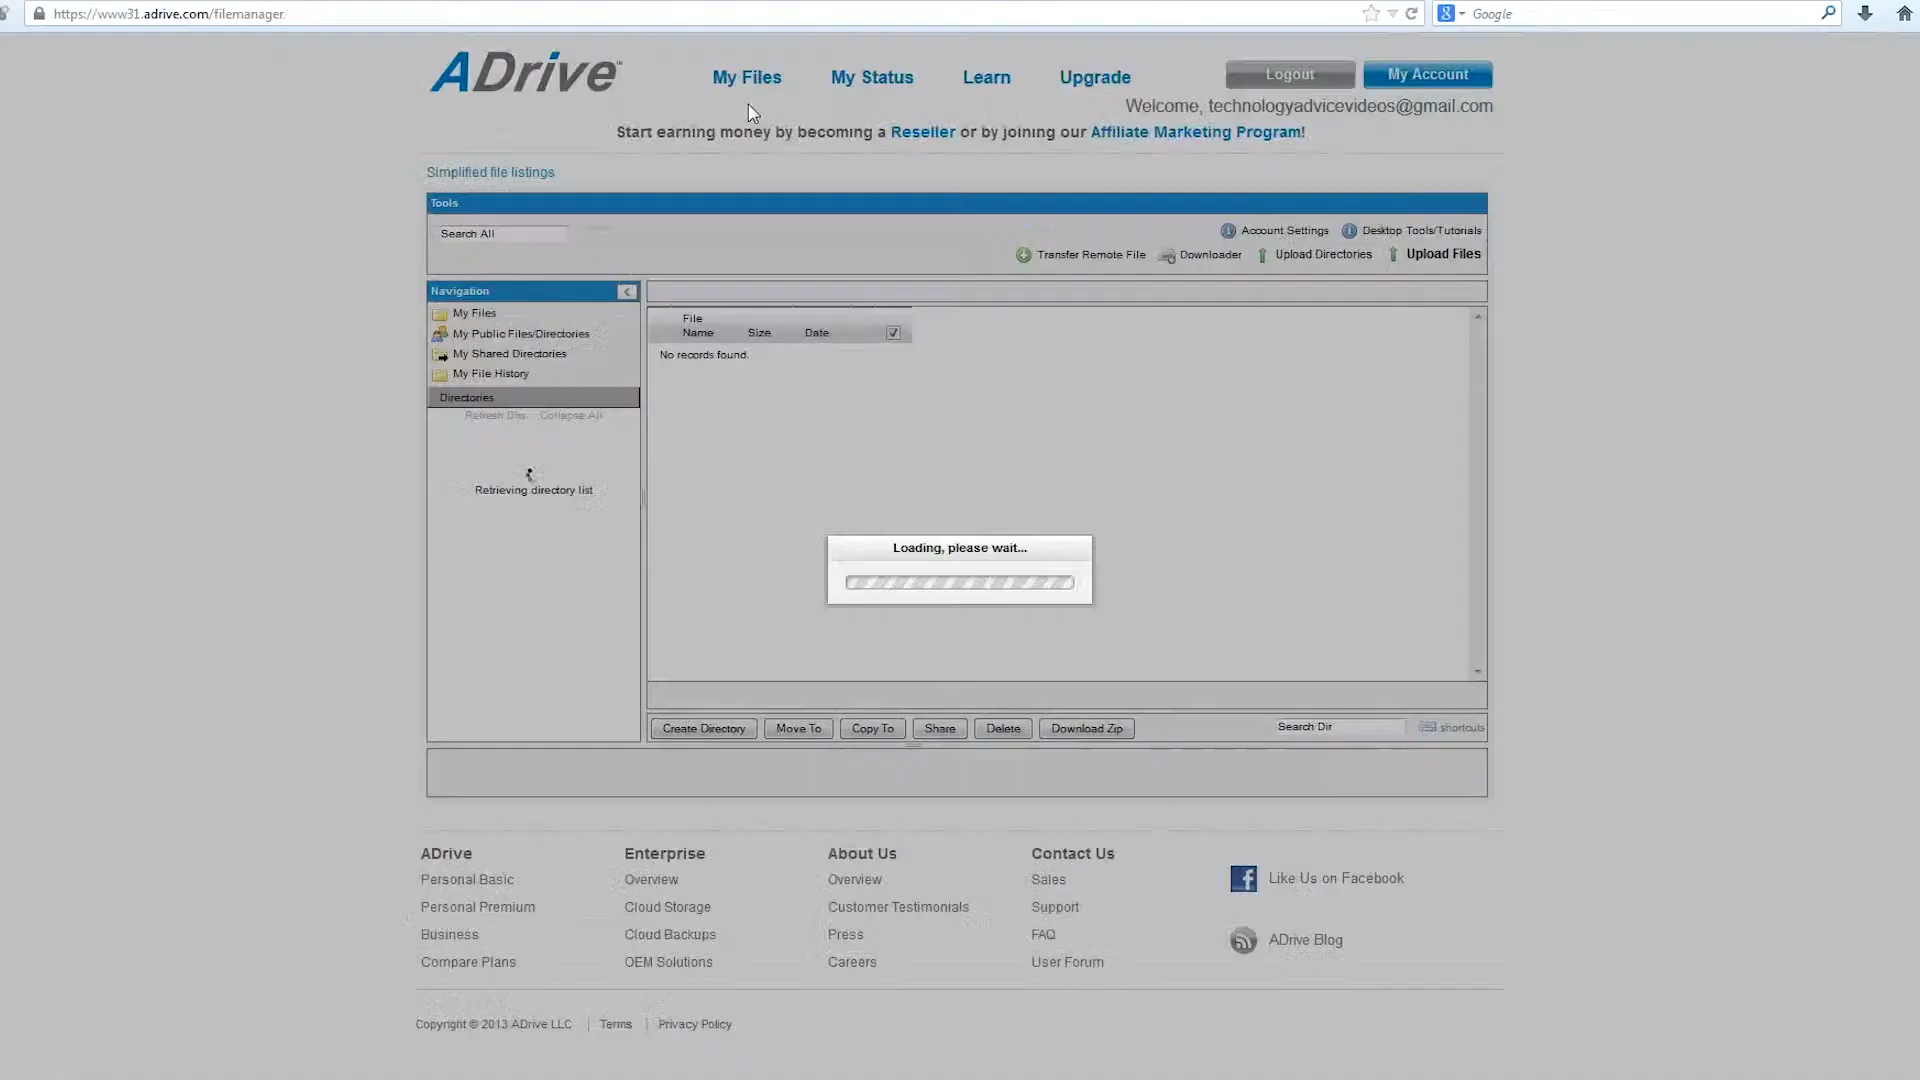 https://www31.adrive.com/filemanager
Google
ADrive™
My Files
My Status
Learn
Upgrade
Logout
My Account
Welcome, technologyadvicevideos@gmail.com
Start earning money by becoming a Reseller or by joining our Affiliate Marketing Program!
Simplified file listings
Tools
Search All
Account Settings
Desktop Tools/Tutorials
Transfer Remote File
Downloader
Upload Directories
Upload Files
Navigation
My Files
My Public Files/Directories
My Shared Directories
My File History
Directories
Refresh Dirs
Collapse All
Retrieving directory list
File
Name
Size
Date
No records found.
Loading, please wait...
Create Directory
Move To
Copy To
Share
Delete
Download Zip
Search Dir
shortcuts
ADrive
Personal Basic
Personal Premium
Business
Compare Plans
Enterprise
Overview
Cloud Storage
Cloud Backups
OEM Solutions
About Us
Overview
Customer Testimonials
Press
Careers
Contact Us
Sales
Support
FAQ
User Forum
Like Us on Facebook
ADrive Blog
Copyright © 2013 ADrive LLC
Terms
Privacy Policy